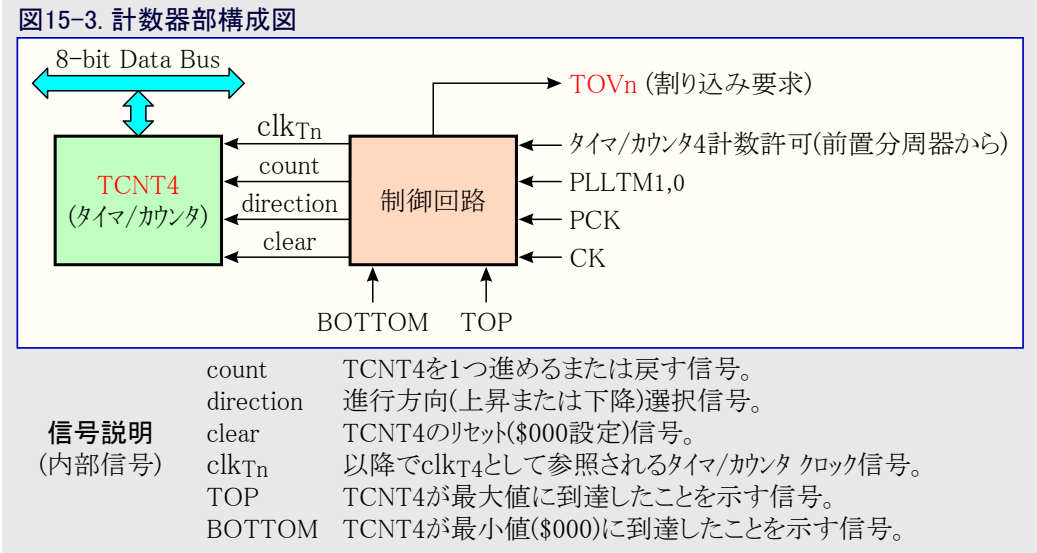 図15-3. 計数器部構成図
8-bit Data Bus
TOVn (割り込み要求)
clkTn
タイマ/カウンタ4計数許可(前置分周器から)
count
TCNT4
(タイマ/カウンタ)
制御回路
PLLTM1,0
direction
PCK
clear
CK
BOTTOM TOP
信号説明
(内部信号)
count TCNT4を1つ進めるまたは戻す信号。
direction 進行方向(上昇または下降)選択信号。
clear TCNT4のリセット($000設定)信号。
clkTn 以降でclkT4として参照されるタイマ/カウンタ クロック信号。
TOP TCNT4が最大値に到達したことを示す信号。
BOTTOM TCNT4が最小値($000)に到達したことを示す信号。